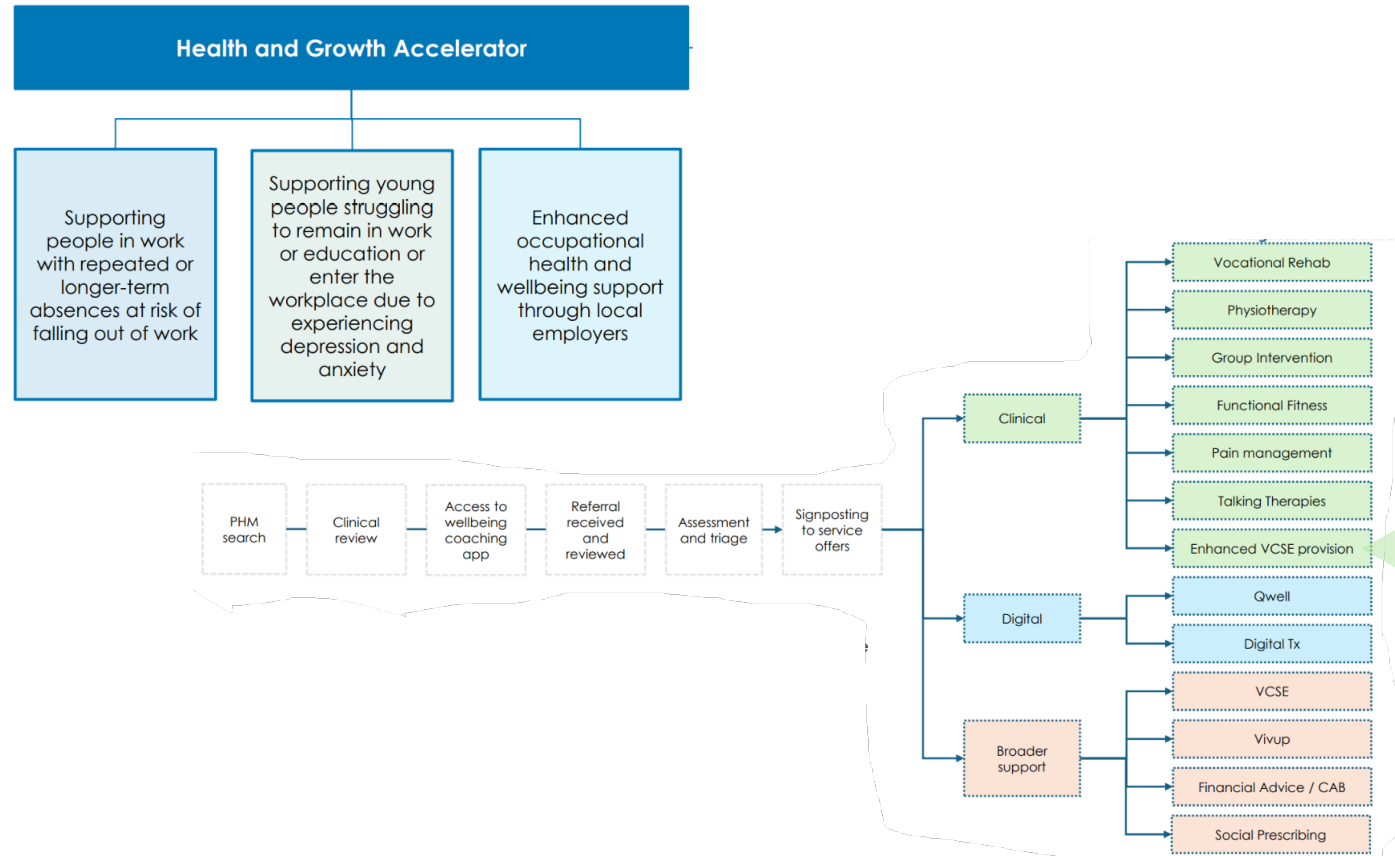 Health and Growth Accelerator
Supporting
people in work
with repeated or
longer-term
absences at risk of
falling out of work
Supporting young
people struggling
to remain in work
or education or
enter the
workplace due to
experiencing
depression and
anxiety
Enhanced
occupational
health and
wellbeing support
through local
employers
PHM
search
Clinical
review
Access to
wellbeing
coaching
app
Referral
received
and
reviewed
Assessment
and triage
Signposting
to service
offers
Clinical
Vocational Rehab
Physiotherapy
Group Intervention
Functional Fitness
Pain management
Talking Therapies
Enhanced VCSE provision
Digital
Qwell
Digital Tx
Broader
support
VCSE
Vivup
Financial Advice / CAB
Social Prescribing